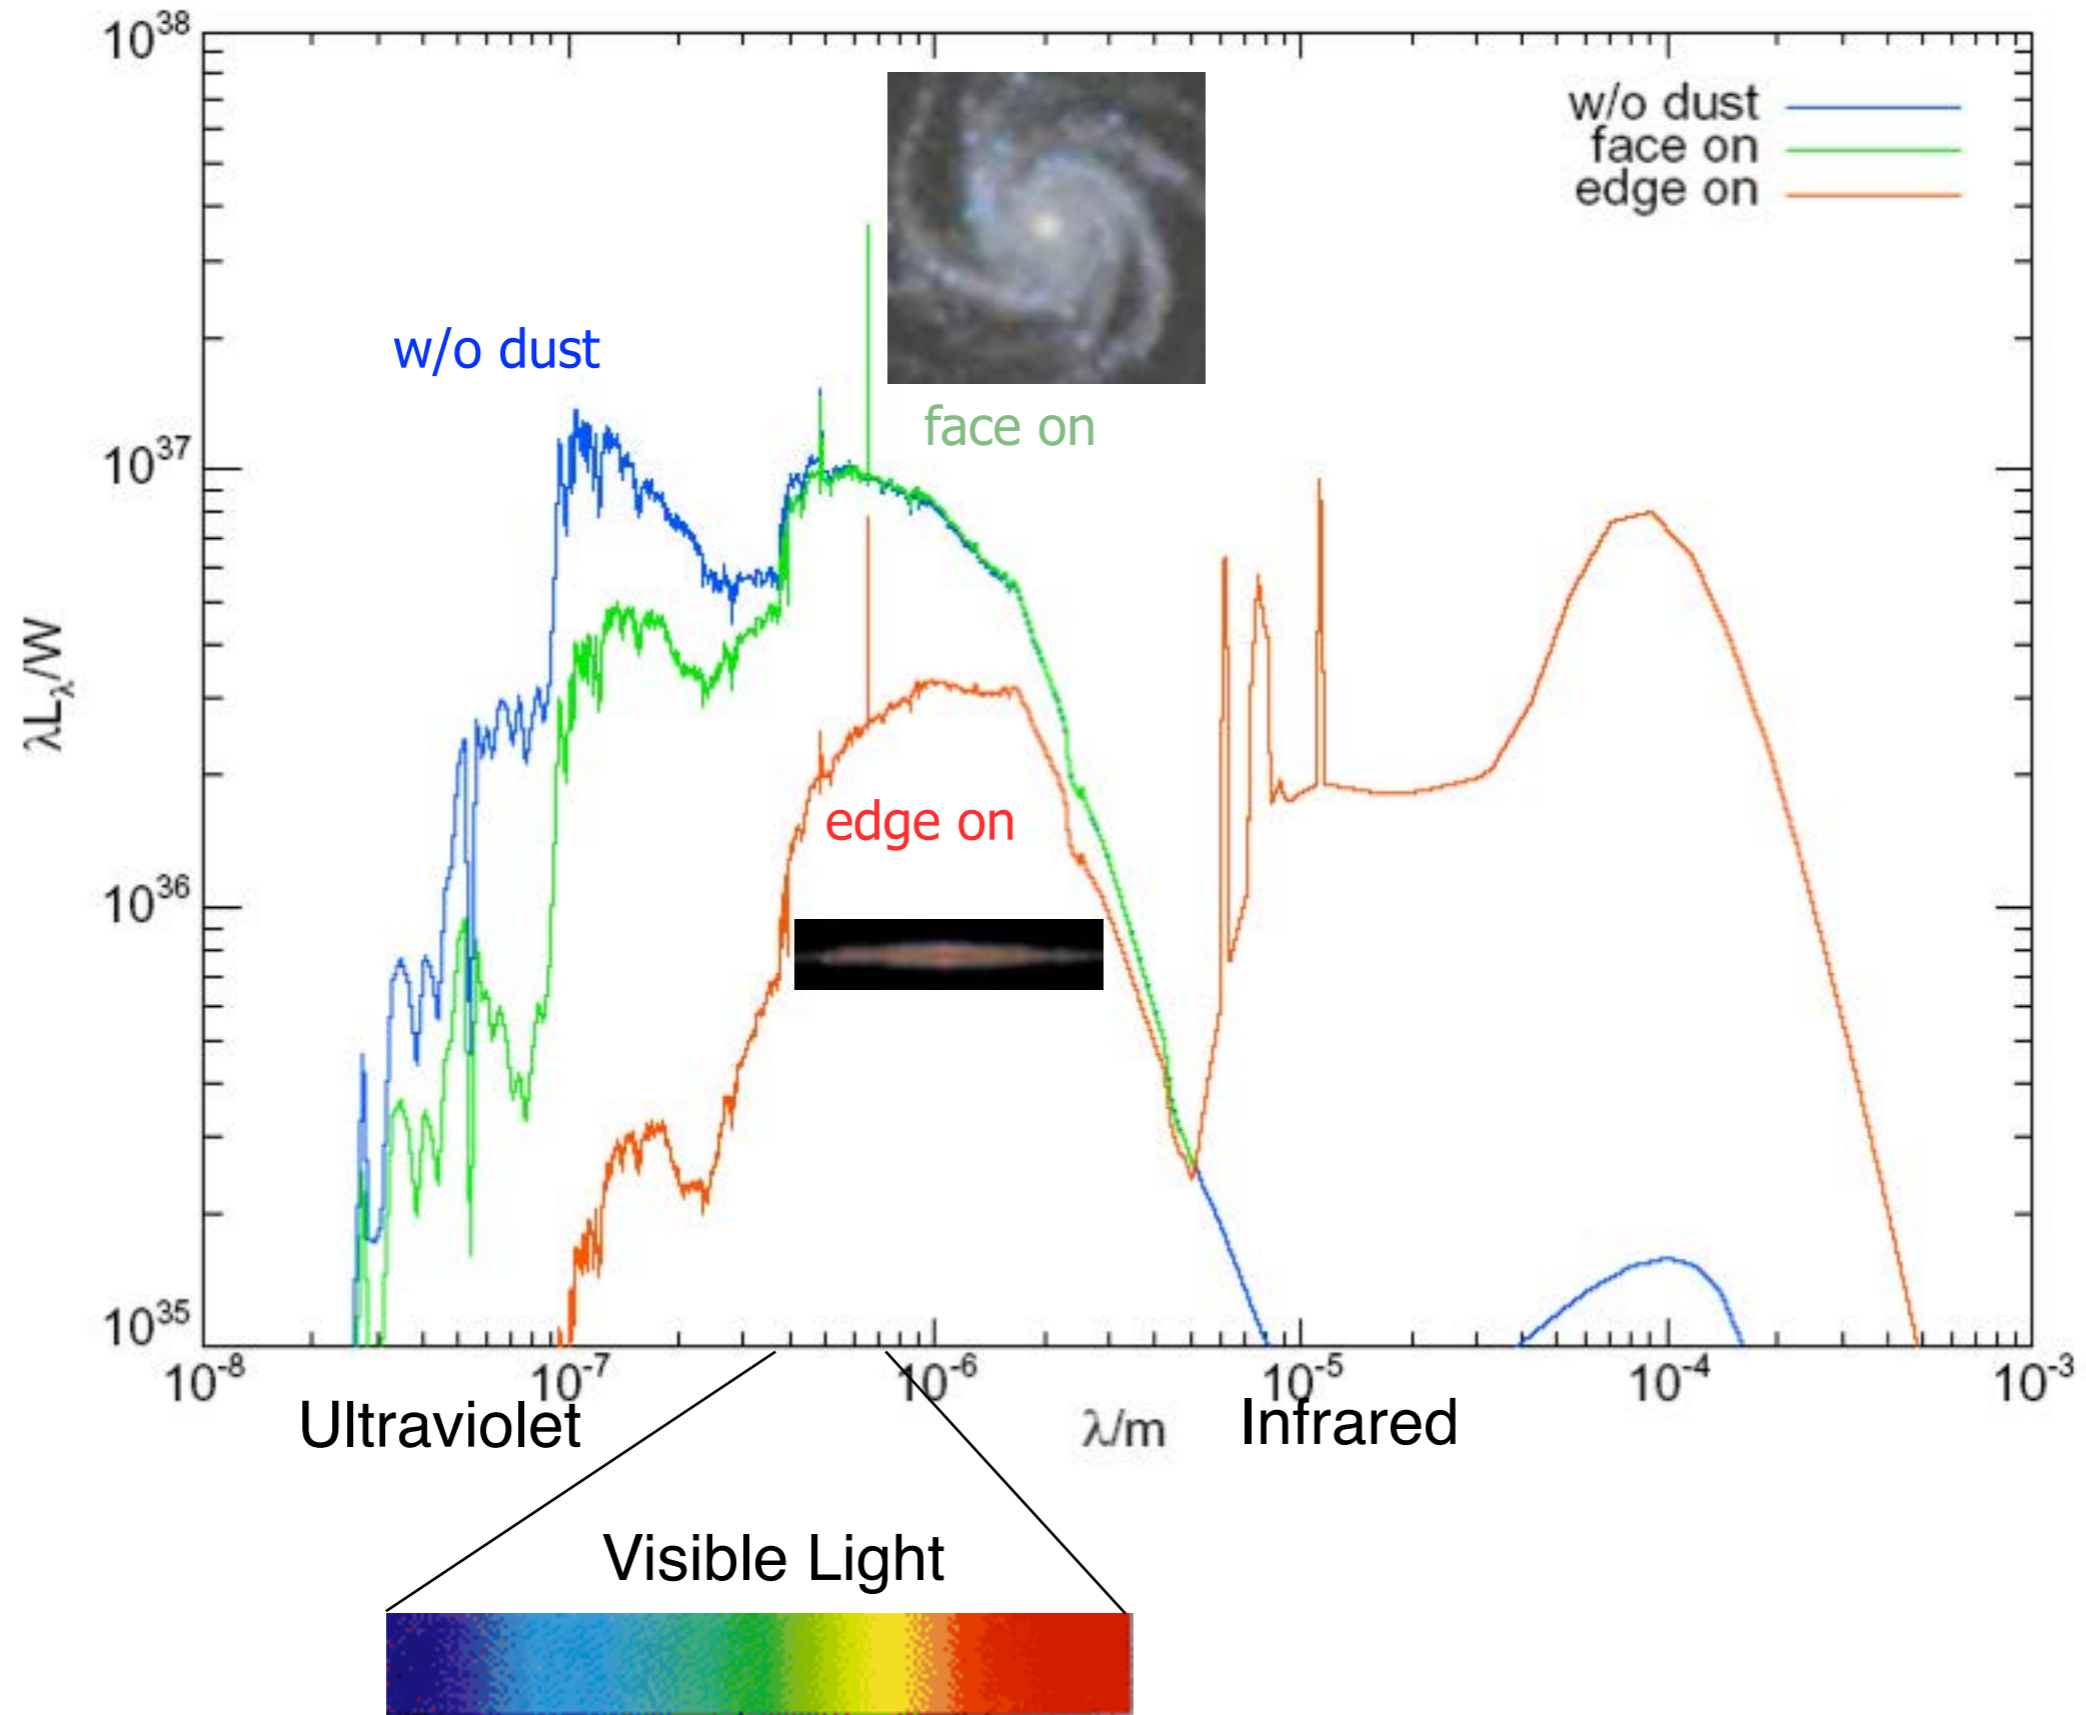 10^38
w/o dust
face on
edge on
w/o dust
face on
10^37
λL_λ/W
edge on
10^36
10^35
10^-8 10^-7 10^-6 10^-5 10^-4 10^-3
Ultraviolet λ/m Infrared
Visible Light